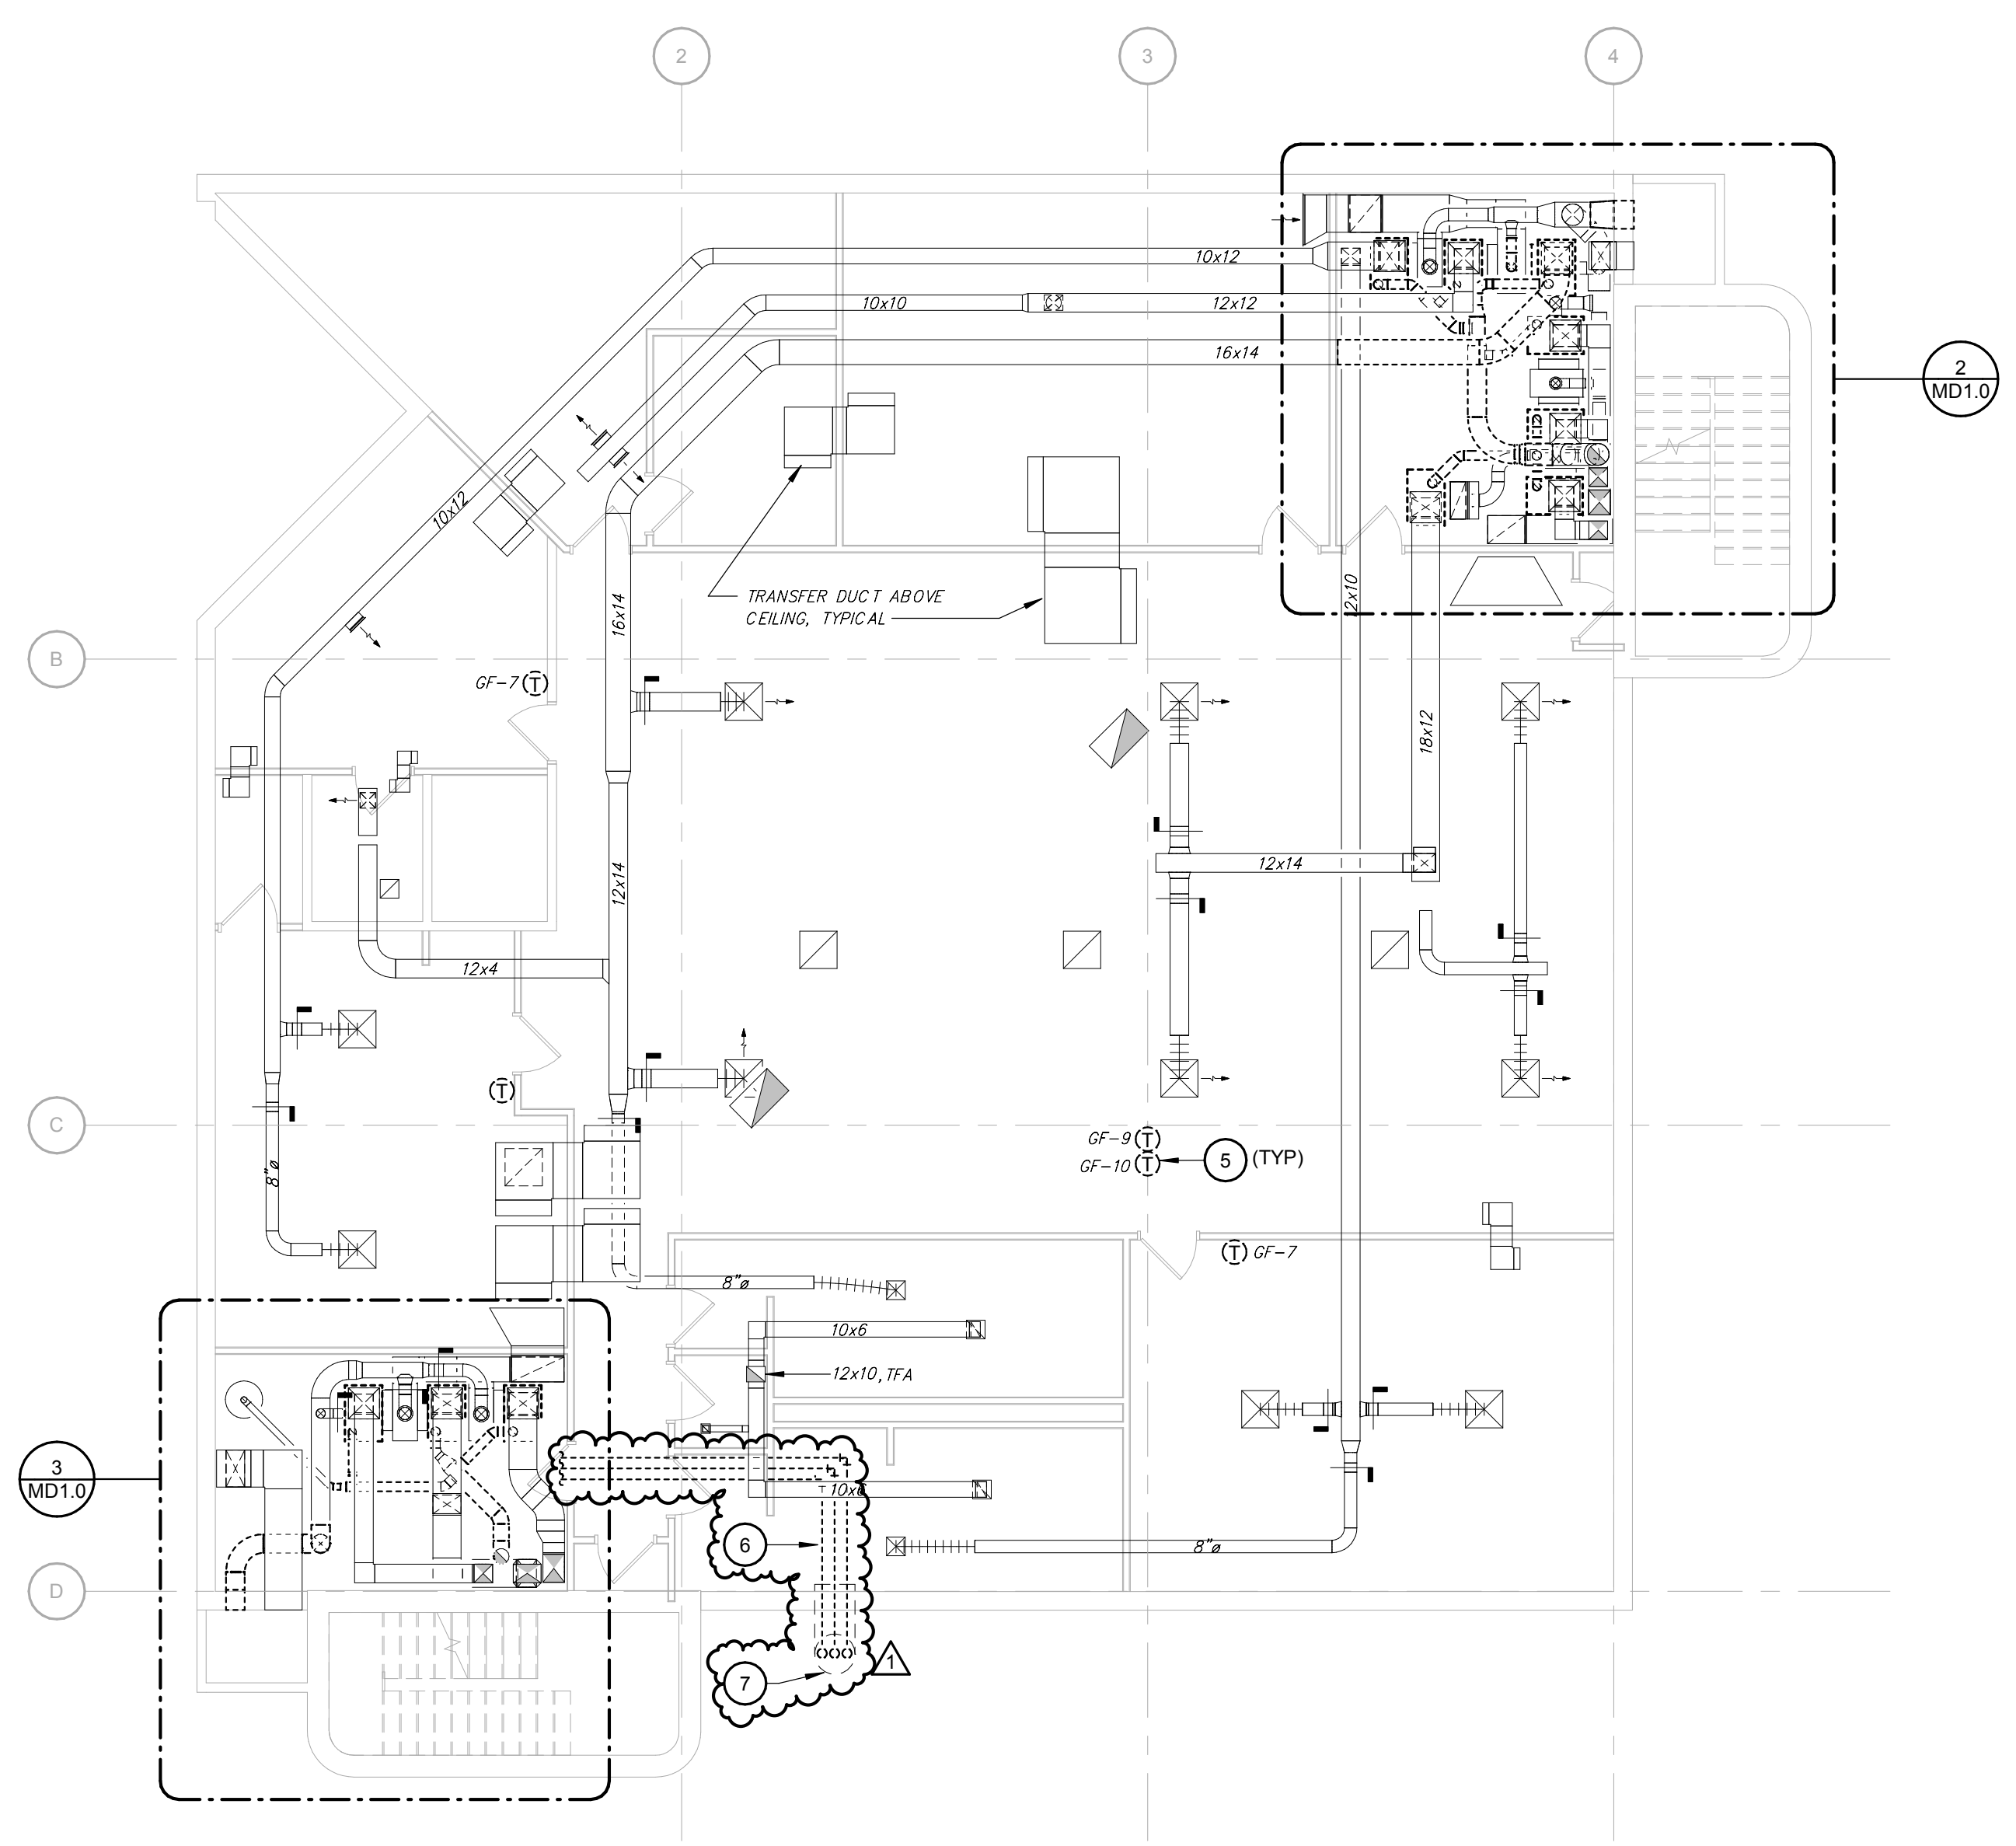 2
3
4
10x12
10x10
12x12
16x14
2
MD1.0
10x12
TRANSFER DUCT ABOVE
CEILING, TYPICAL
16x14
12x10
B
GF-7 T
18x12
12x14
12x14
12x4
T
C
GF-9 T
GF-10 T
5 (TYP)
8"ø
T GF-7
8"ø
10x6
12x10, TFA
3
MD1.0
10x6
6
8"ø
D
7
1